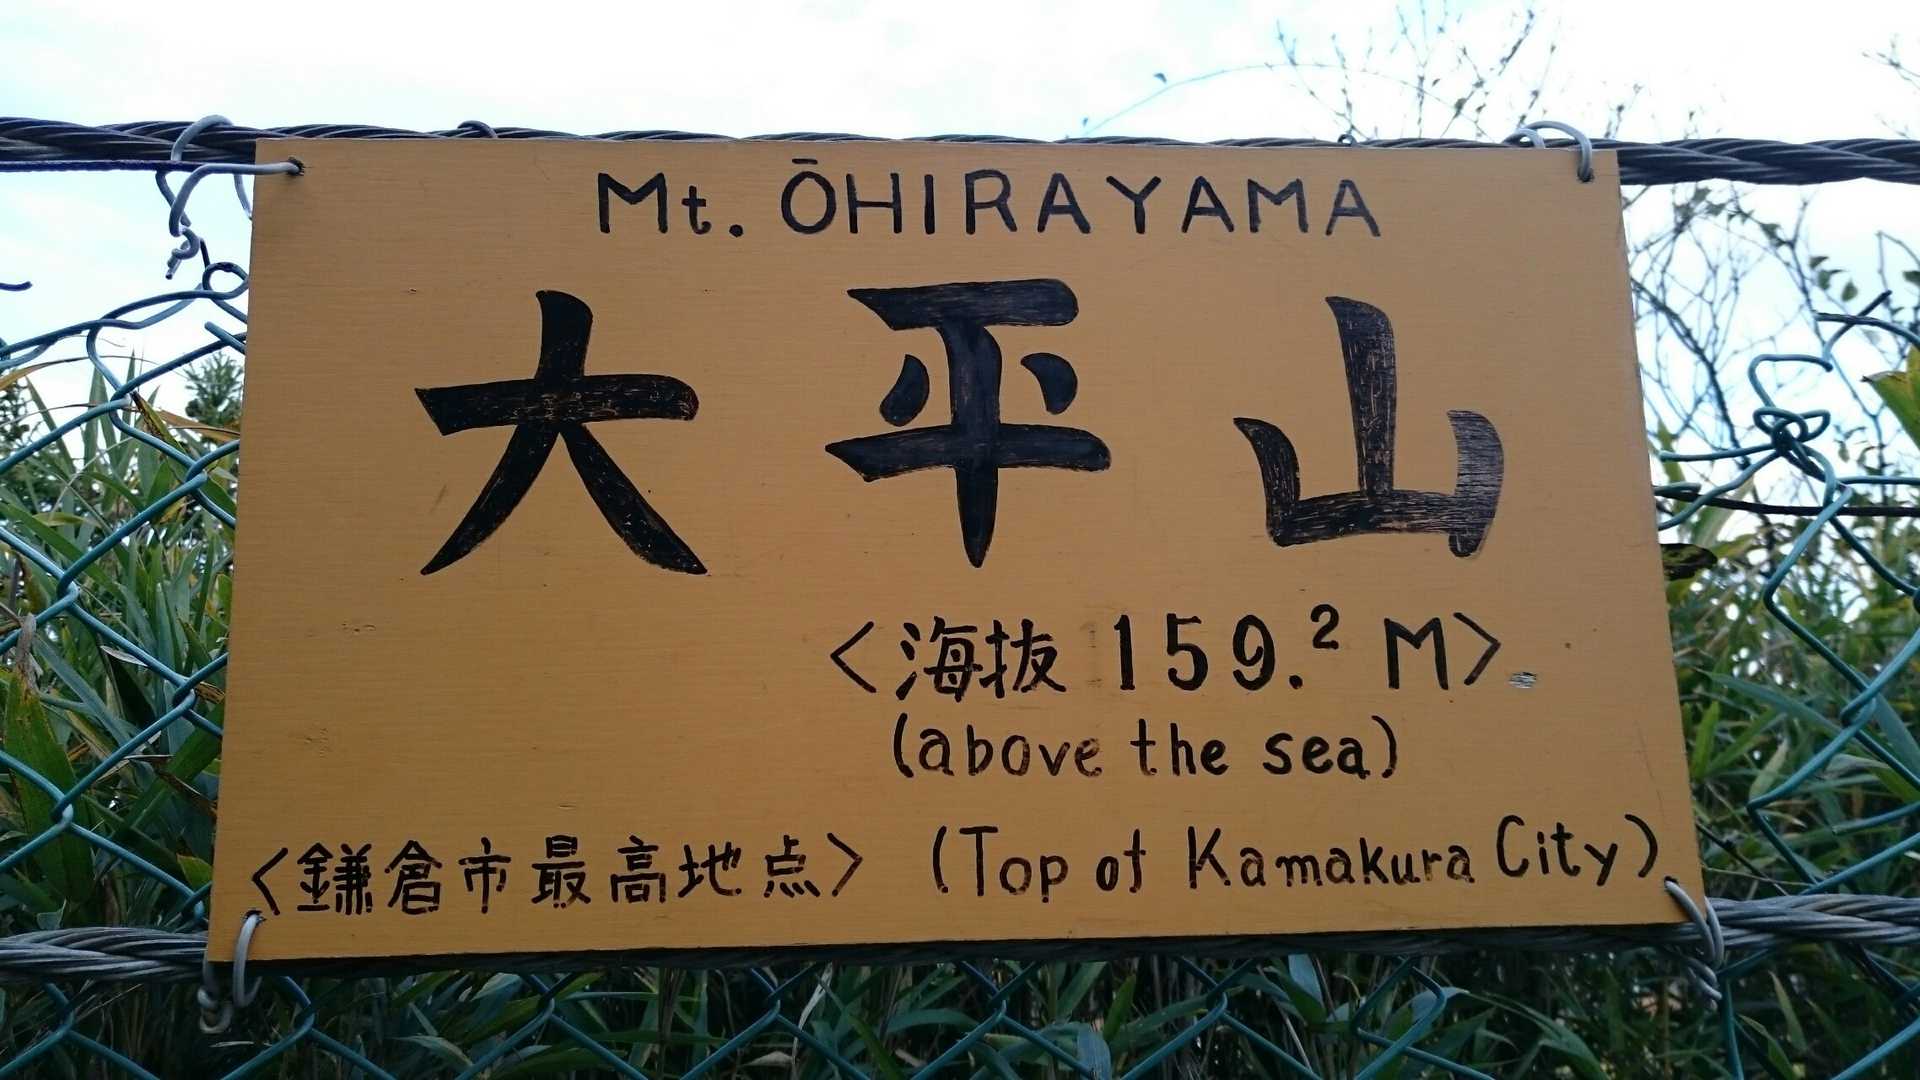 Mt. ŌHIRAYAMA
大平山
<海抜 159.² M>
(above the sea)
<鎌倉市最高地点> (Top of Kamakura City)